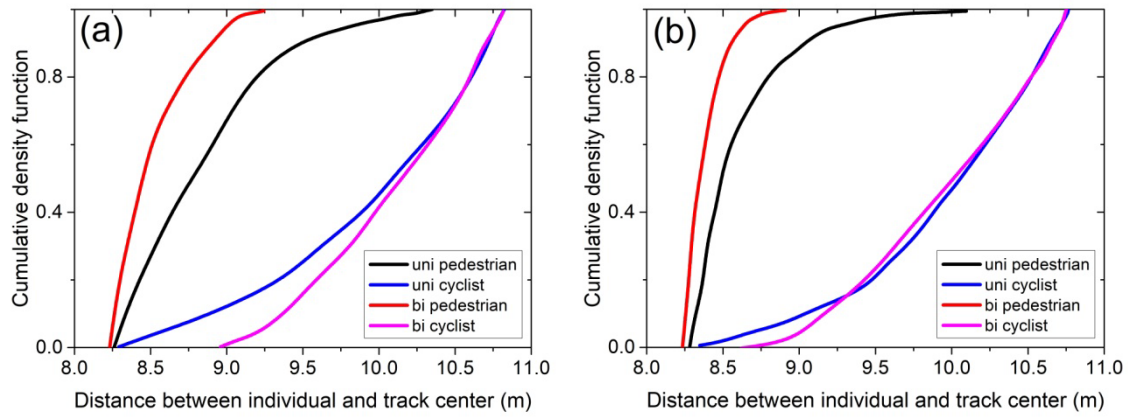 (a)
Cumulative density function
0.8
0.4
0.0
8.0 8.5 9.0 9.5 10.0 10.5 11.0
Distance between individual and track center (m)
uni pedestrian
uni cyclist
bi pedestrian
bi cyclist
(b)
Cumulative density function
0.8
0.4
0.0
8.0 8.5 9.0 9.5 10.0 10.5 11.0
Distance between individual and track center (m)
uni pedestrian
uni cyclist
bi pedestrian
bi cyclist